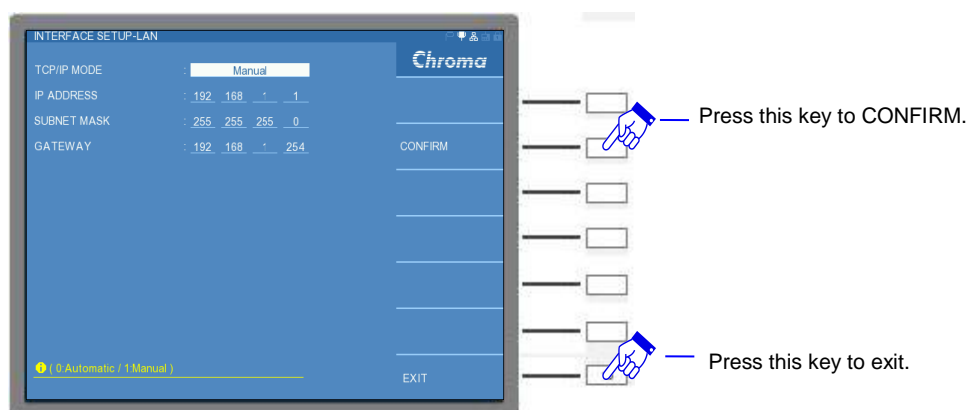 INTERFACE SETUP-LAN
Chroma
TCP/IP MODE : Manual
IP ADDRESS : 192 168 1 1
SUBNET MASK : 255 255 255 0
GATEWAY : 192 168 1 254
CONFIRM
Press this key to CONFIRM.
( 0:Automatic / 1:Manual )
EXIT
Press this key to exit.